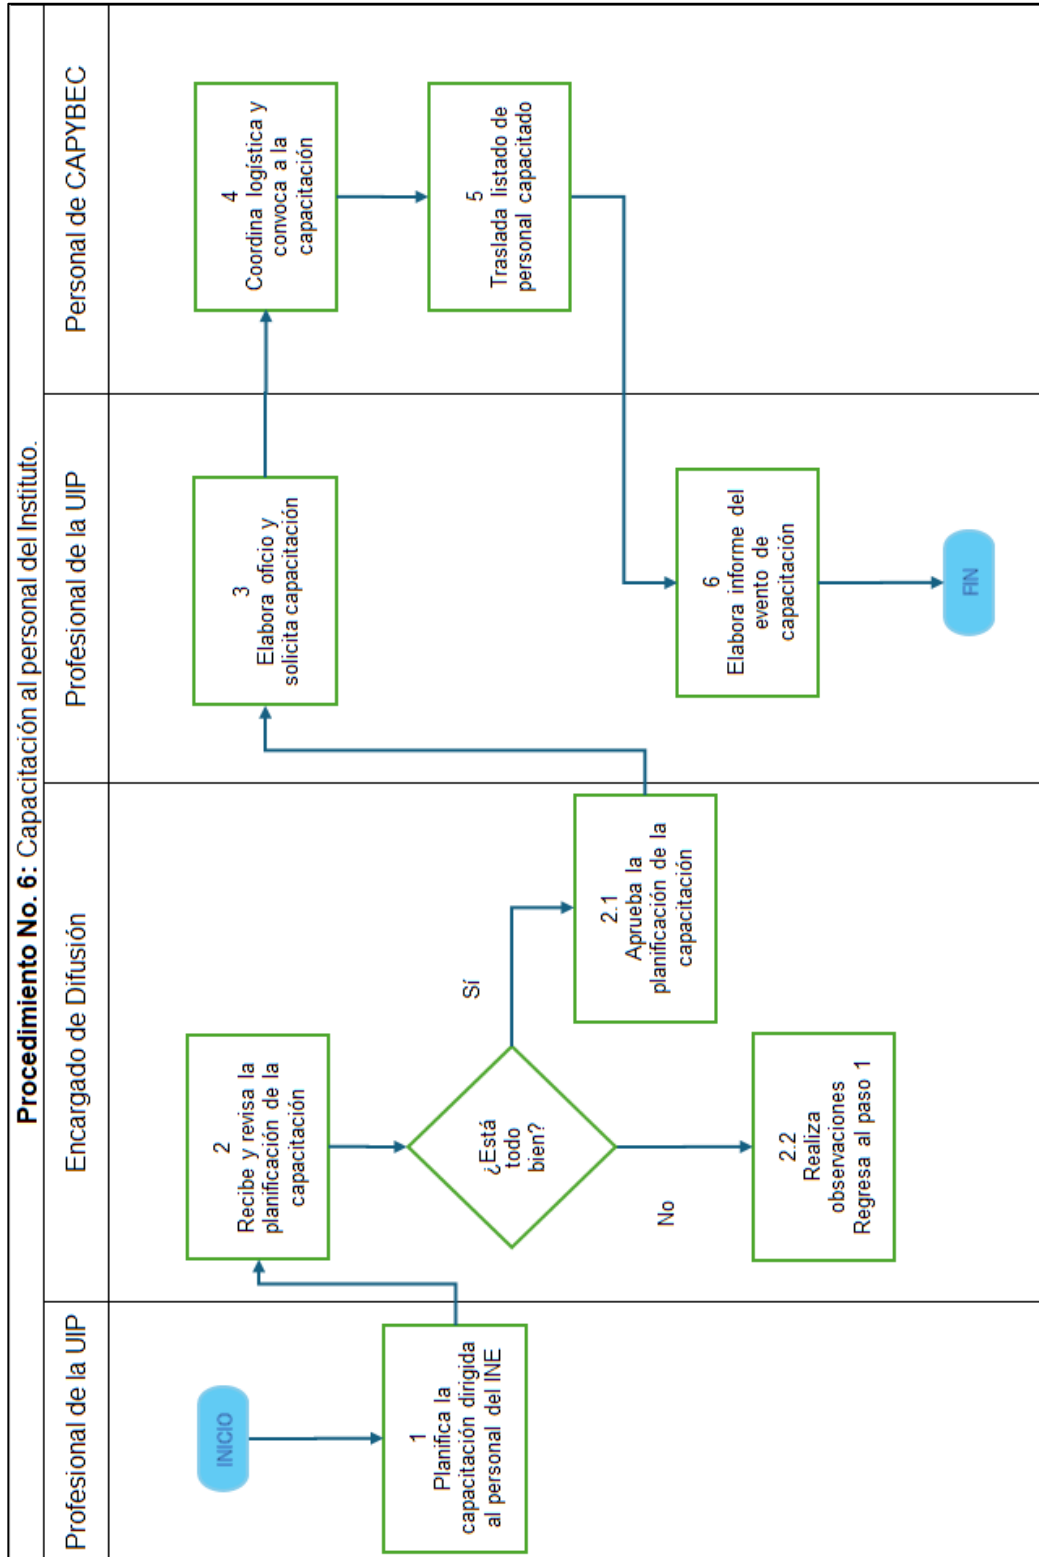 Procedimiento No. 6: Capacitación al personal del Instituto.
Profesional de la UIP
Encargado de Difusión
Profesional de la UIP
Personal de CAPYBEC
INICIO
1
Planifica la
capacitación dirigida
al personal del INE
2
Recibe y revisa la
planificación de la
capacitación
¿Está
todo
bien?
Sí
No
2.1
Aprueba la
planificación de la
capacitación
2.2
Realiza
observaciones
Regresa al paso 1
3
Elabora oficio y
solicita capacitación
4
Coordina logística y
convoca a la
capacitación
5
Traslada listado de
personal capacitado
6
Elabora informe del
evento de
capacitación
FIN